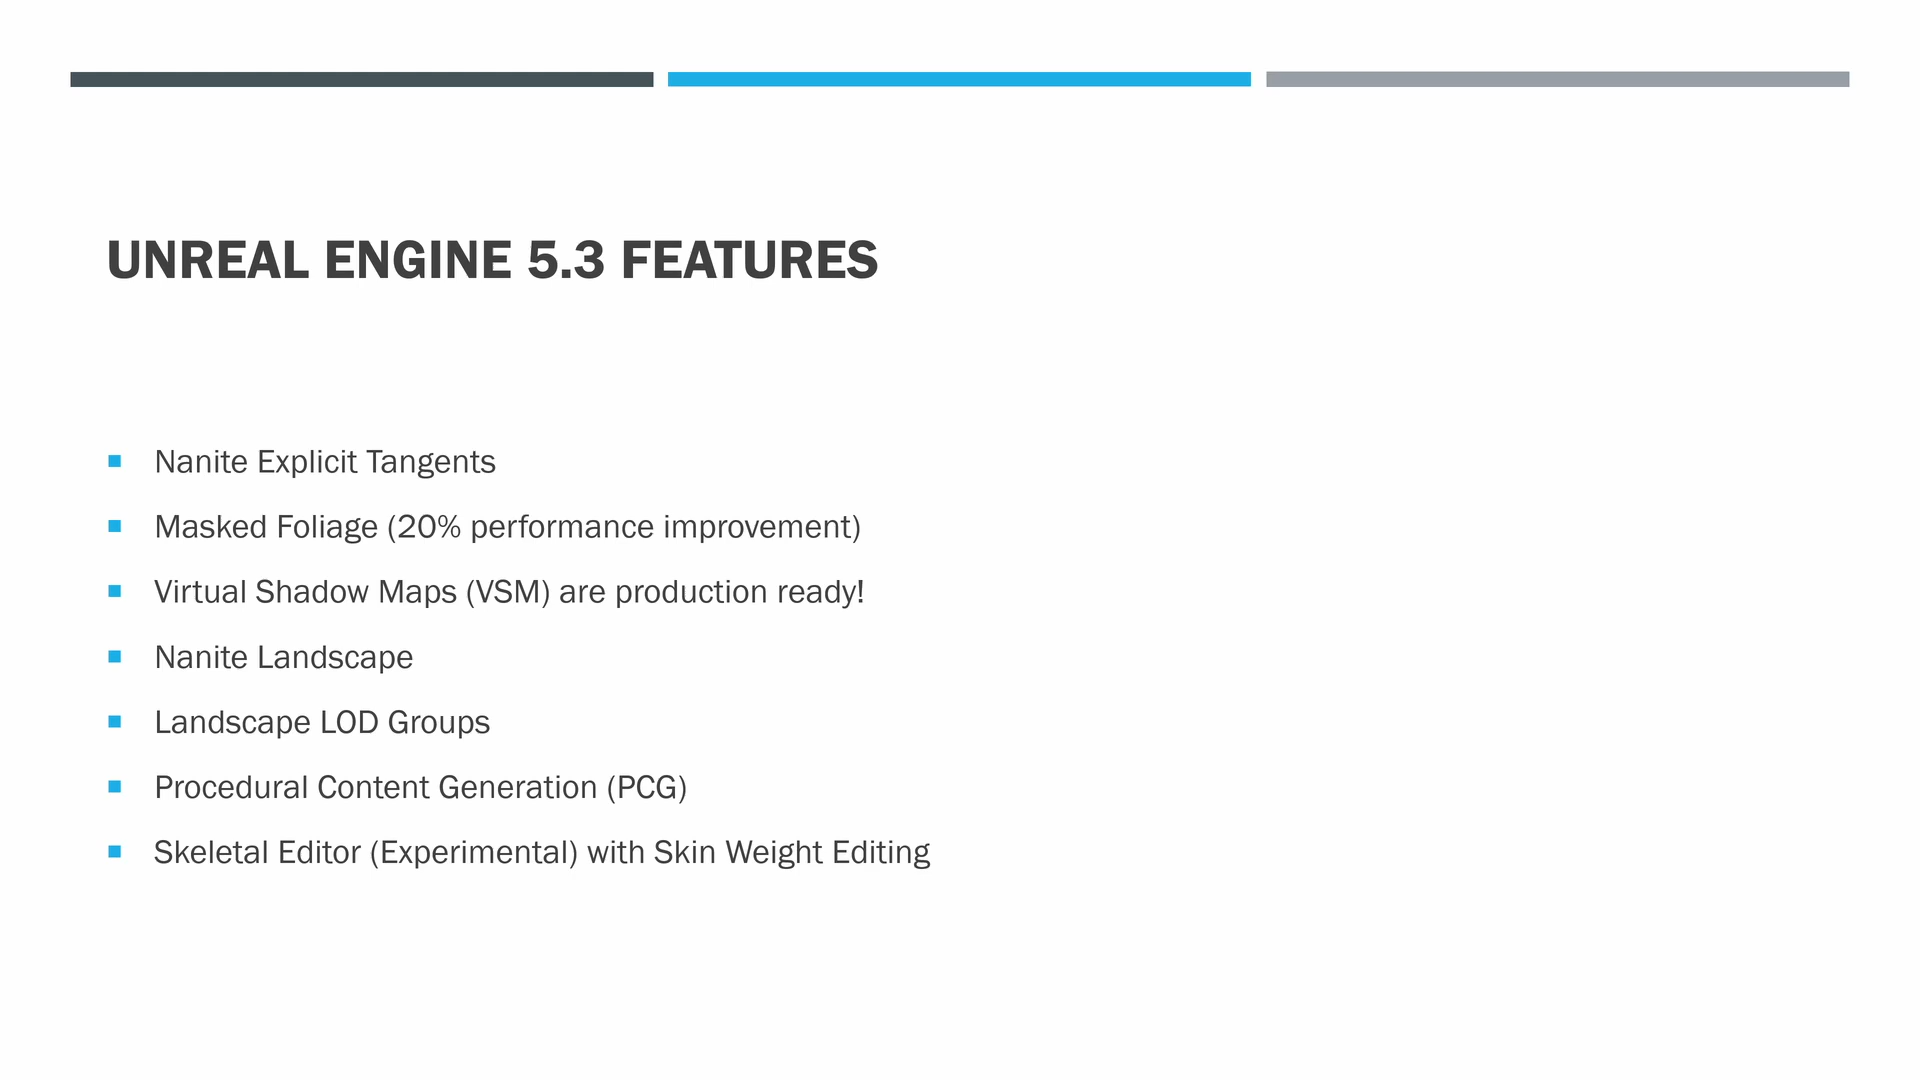 UNREAL ENGINE 5.3 FEATURES
Nanite Explicit Tangents
Masked Foliage (20% performance improvement)
Virtual Shadow Maps (VSM) are production ready!
Nanite Landscape
Landscape LOD Groups
Procedural Content Generation (PCG)
Skeletal Editor (Experimental) with Skin Weight Editing